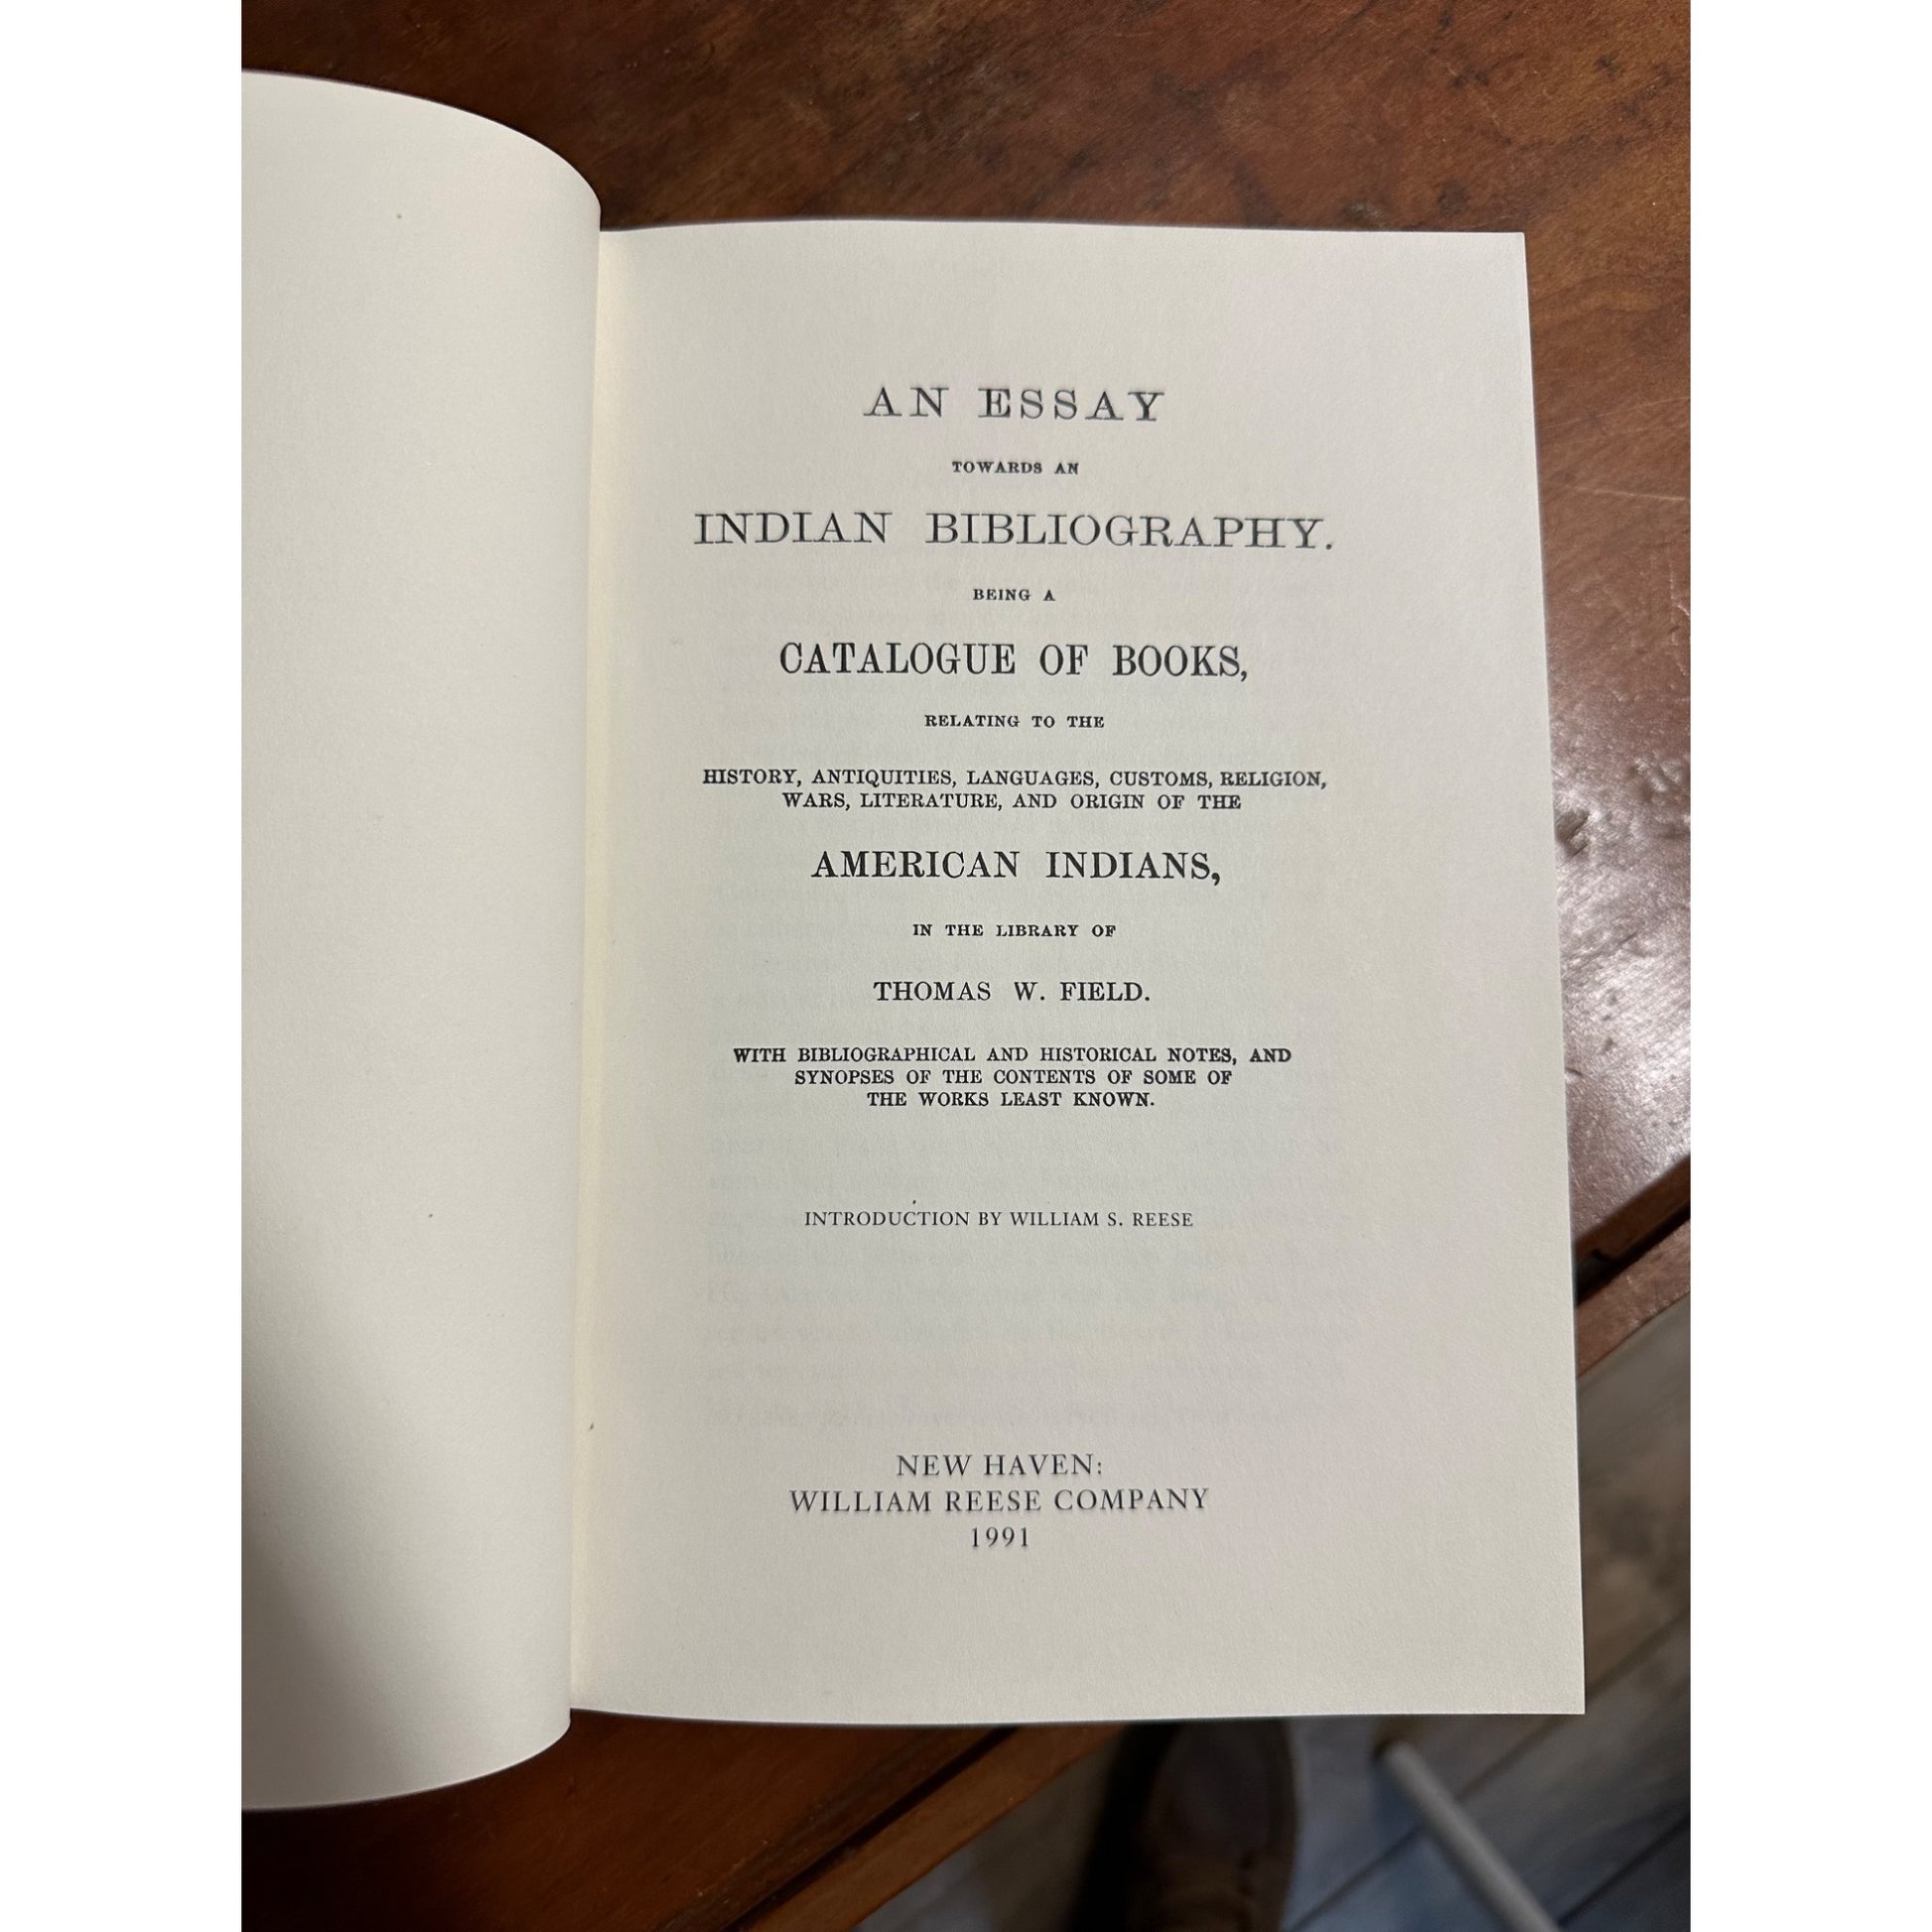 AN ESSAY
TOWARDS AN
INDIAN BIBLIOGRAPHY.
BEING A
CATALOGUE OF BOOKS,
RELATING TO THE
HISTORY, ANTIQUITIES, LANGUAGES, CUSTOMS, RELIGION,
WARS, LITERATURE, AND ORIGIN OF THE
AMERICAN INDIANS,
IN THE LIBRARY OF
THOMAS W. FIELD.
WITH BIBLIOGRAPHICAL AND HISTORICAL NOTES, AND
SYNOPSES OF THE CONTENTS OF SOME OF
THE WORKS LEAST KNOWN.
INTRODUCTION BY WILLIAM S. REESE
NEW HAVEN:
WILLIAM REESE COMPANY
1991